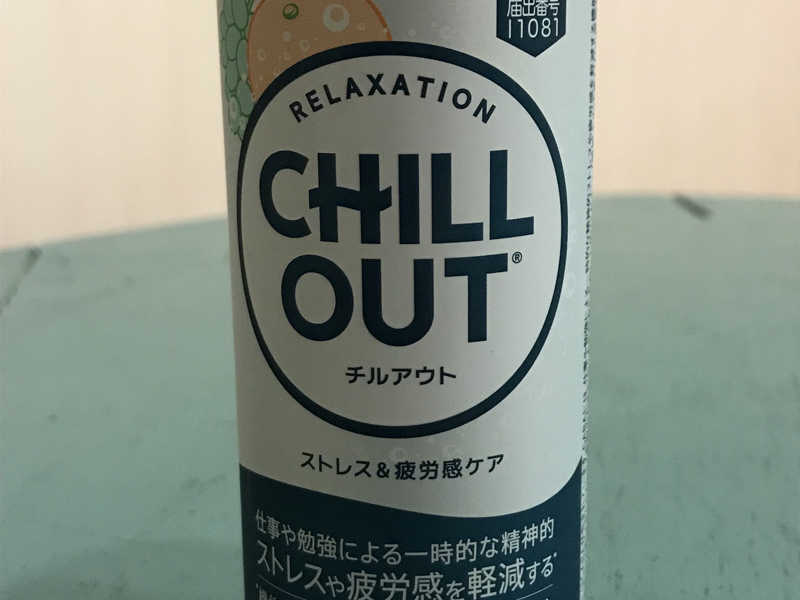 届出番号
I1081
RELAXATION
CHILL
OUT®
チルアウト
ストレス&疲労感ケア
仕事や勉強による一時的な精神的
ストレスや疲労感を軽減する*